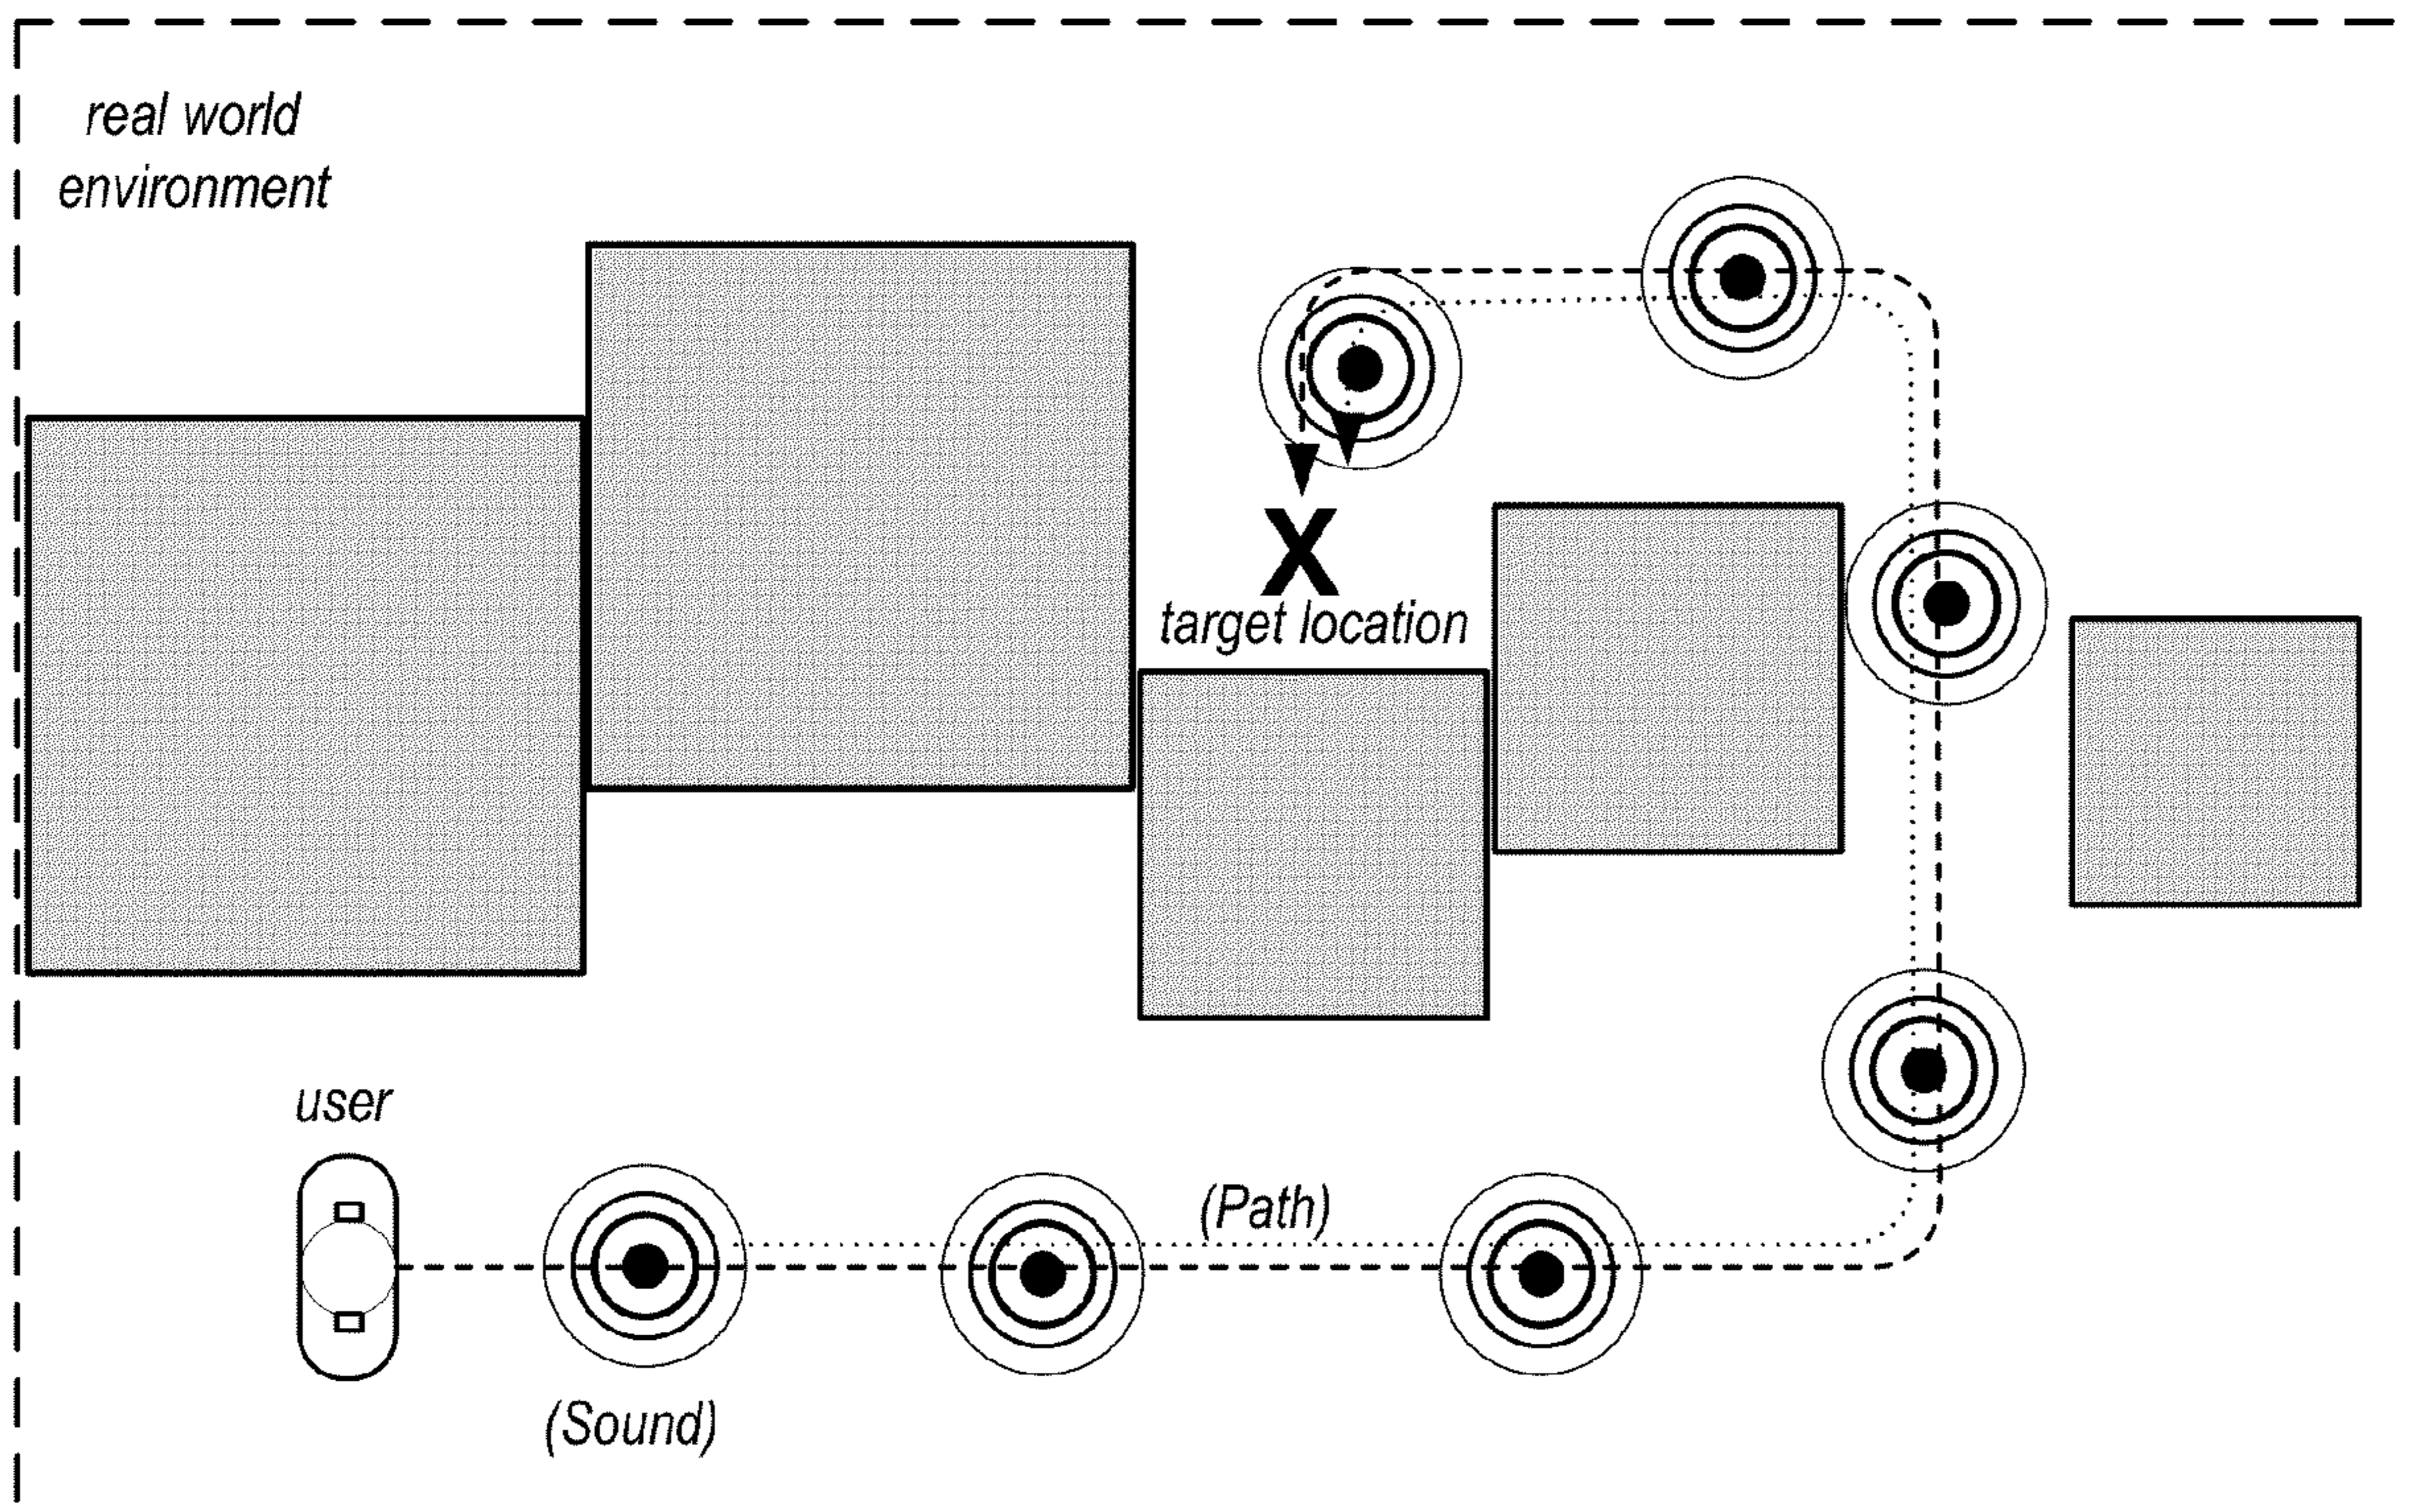 real world
environment
X
target location
user
(Path)
(Sound)